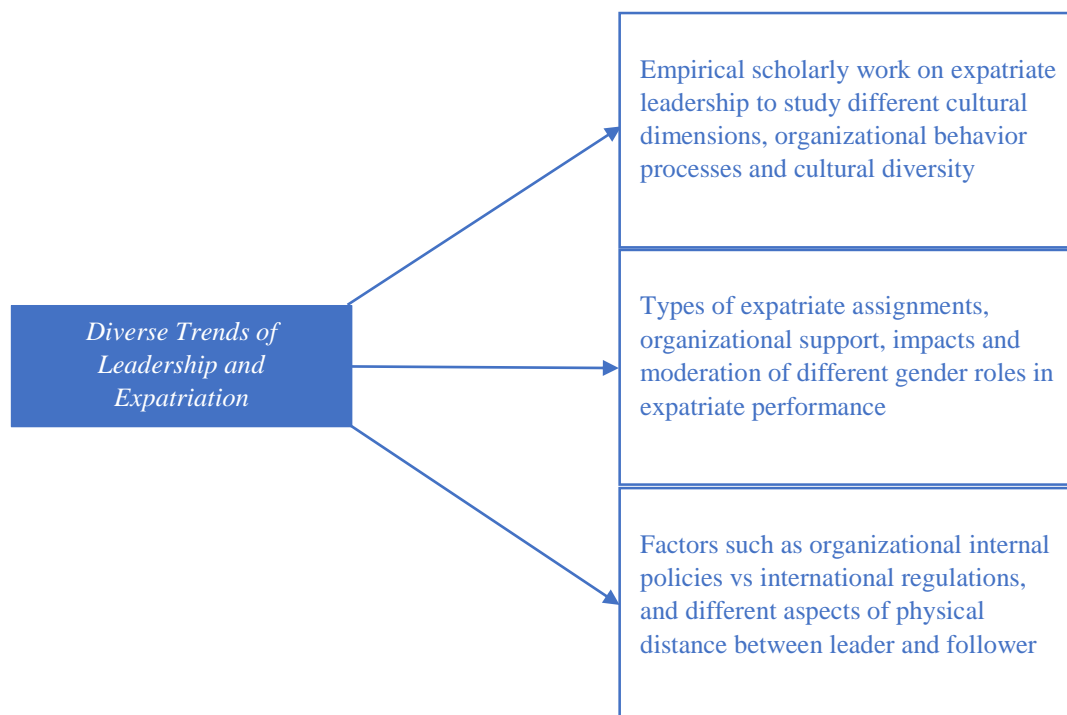 Diverse Trends of
Leadership and
Expatriation
Empirical scholarly work on expatriate
leadership to study different cultural
dimensions, organizational behavior
processes and cultural diversity
Types of expatriate assignments,
organizational support, impacts and
moderation of different gender roles in
expatriate performance
Factors such as organizational internal
policies vs international regulations,
and different aspects of physical
distance between leader and follower